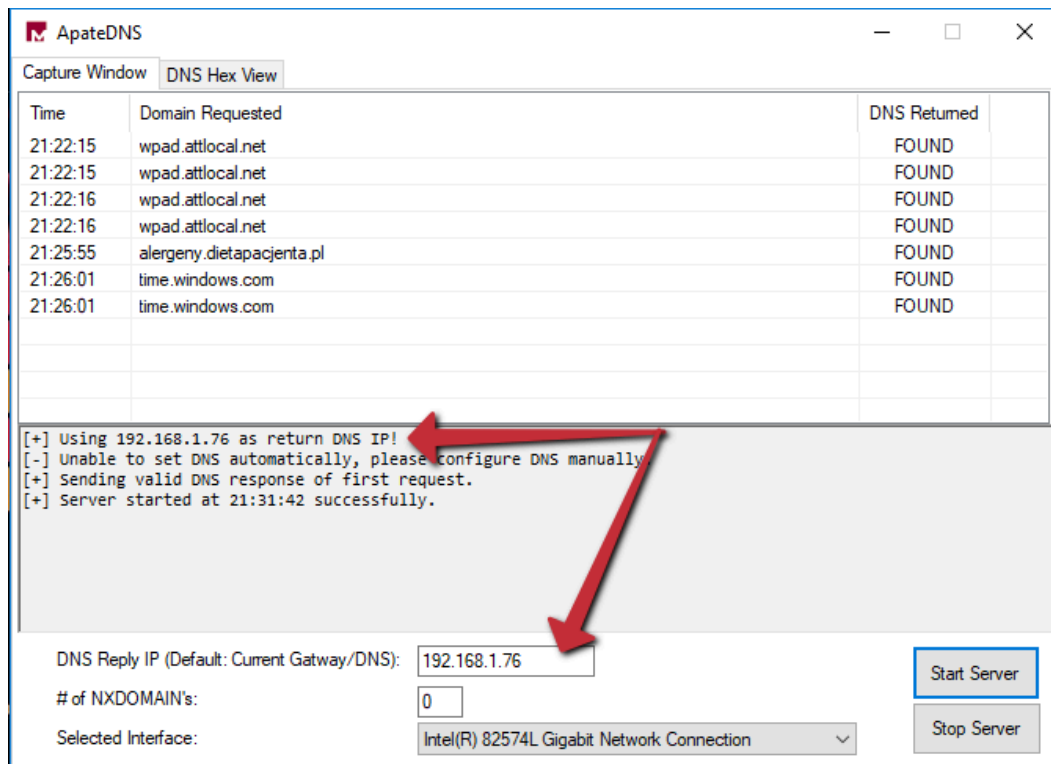 ApateDNS
Capture Window DNS Hex View
Time Domain Requested DNS Returned
21:22:15 wpad.attlocal.net FOUND
21:22:15 wpad.attlocal.net FOUND
21:22:16 wpad.attlocal.net FOUND
21:22:16 wpad.attlocal.net FOUND
21:25:55 alergeny.dietapacjenta.pl FOUND
21:26:01 time.windows.com FOUND
21:26:01 time.windows.com FOUND
[+] Using 192.168.1.76 as return DNS IP!
[-] Unable to set DNS automatically, please configure DNS manually.
[+] Sending valid DNS response of first request.
[+] Server started at 21:31:42 successfully.
DNS Reply IP (Default: Current Gatway/DNS): 192.168.1.76
# of NXDOMAIN's: 0
Selected Interface: Intel(R) 82574L Gigabit Network Connection
Start Server
Stop Server